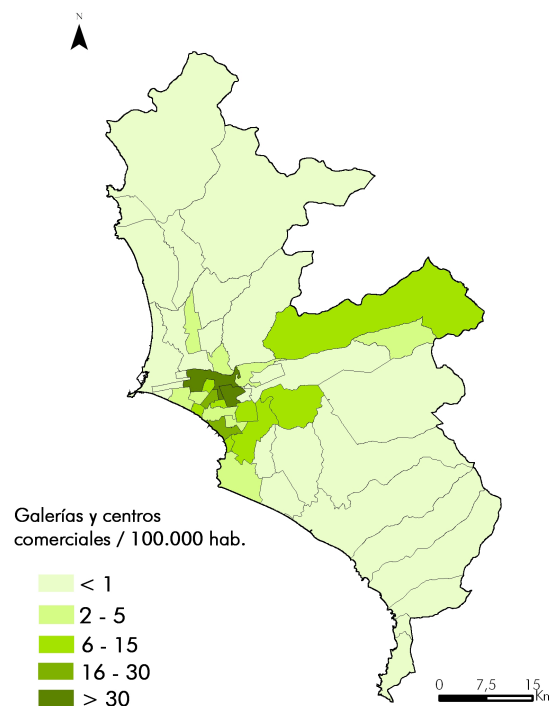 N
Galerías y centros
comerciales / 100.000 hab.
< 1
2 - 5
6 - 15
16 - 30
> 30
0 7,5 15
Kn